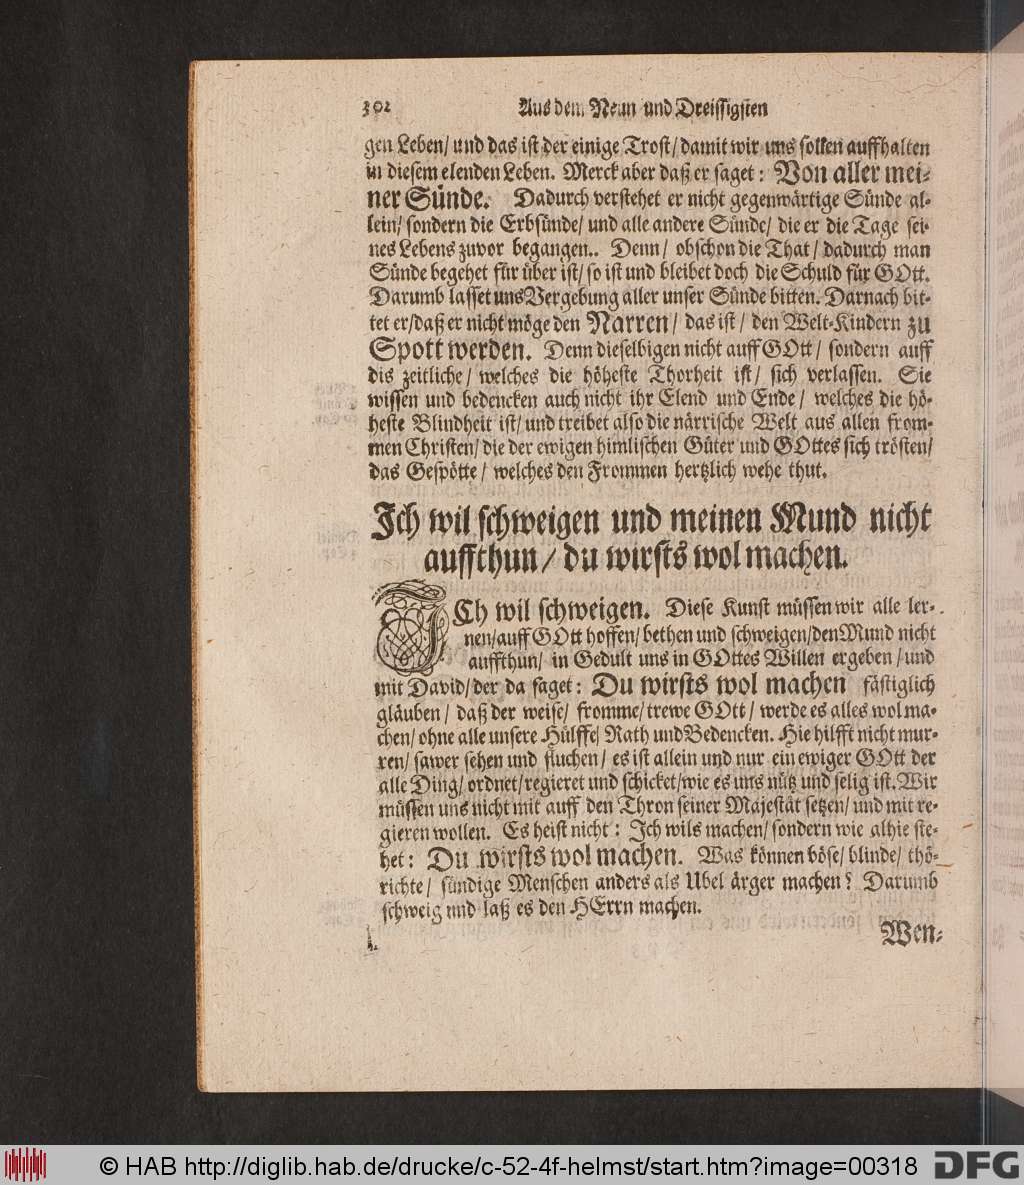 302 Aus dem Neun und Dreissigsten
gen Leben/ und das ist der einige Trost/ damit wir uns sollen auffhalten
in diesem elenden Leben. Merck aber daß er saget: Von aller mei-
ner Sünde. Dadurch verstehet er nicht gegenwärtige Sünde al-
lein/ sondern die Erbsünde/ und alle andere Sünde/ die er die Tage sei-
nes Lebens zuvor begangen.. Denn/ obschon die That/ dadurch man
Sünde begehet für über ist/ so ist und bleibet doch die Schuld für GOtt.
Darumb lasset uns Vergebung aller unser Sünde bitten. Darnach bit-
tet er/ daß er nicht möge den Narren/ das ist/ den Welt-Kindern zu
Spott werden. Denn dieselbigen nicht auff GOtt/ sondern auff
dis zeitliche/ welches die höheste Thorheit ist/ sich verlassen. Sie
wissen und bedencken auch nicht ihr Elend und Ende/ welches die hö-
heste Blindheit ist/ und treibet also die närrische Welt aus allen from-
men Christen/ die der ewigen himlischen Güter und GOttes sich trösten/
das Gespötte/ welches den Frommen hertzlich wehe thut.
Ich wil schweigen und meinen Mund nicht
auffthun/ du wirsts wol machen.
ICh wil schweigen. Diese Kunst müssen wir alle ler-
nen/ auff GOtt hoffen/ bethen und schweigen/ den Mund nicht
auffthun/ in Gedult uns in GOttes Willen ergeben/ und
mit David/ der da saget: Du wirsts wol machen fästiglich
gläuben/ daß der weise/ fromme/ trewe GOtt/ werde es alles wol ma-
chen/ ohne alle unsere Hülffe/ Rath und Bedencken. Hie hilfft nicht mur-
ren/ sawer sehen und fluchen/ es ist allein und nur ein ewiger GOtt der
alle Ding/ ordnet/ regieret und schicket/ wie es uns nütz und selig ist. Wir
müssen uns nicht mit auff den Thron seiner Majestät setzen/ und mit re-
gieren wollen. Es heist nicht: Ich wils machen/ sondern wie alhie ste-
het: Du wirsts wol machen. Was können böse/ blinde/ thö-
richte/ sündige Menschen anders als Ubel ärger machen? Darumb
schweig und laß es den HErrn machen.
Wen-
© HAB http://diglib.hab.de/drucke/c-52-4f-helmst/start.htm?image=00318 DFG